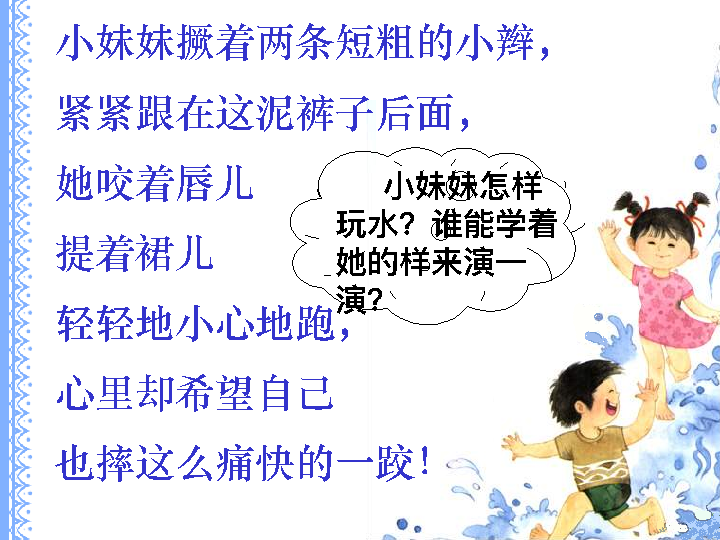 小妹妹撅着两条短粗的小辫，
紧紧跟在这泥裤子后面，
她咬着唇儿
提着裙儿
轻轻地小心地跑，
心里却希望自己
也摔这么痛快的一跤！
小妹妹怎样
玩水？谁能学着
她的样来演一
演？